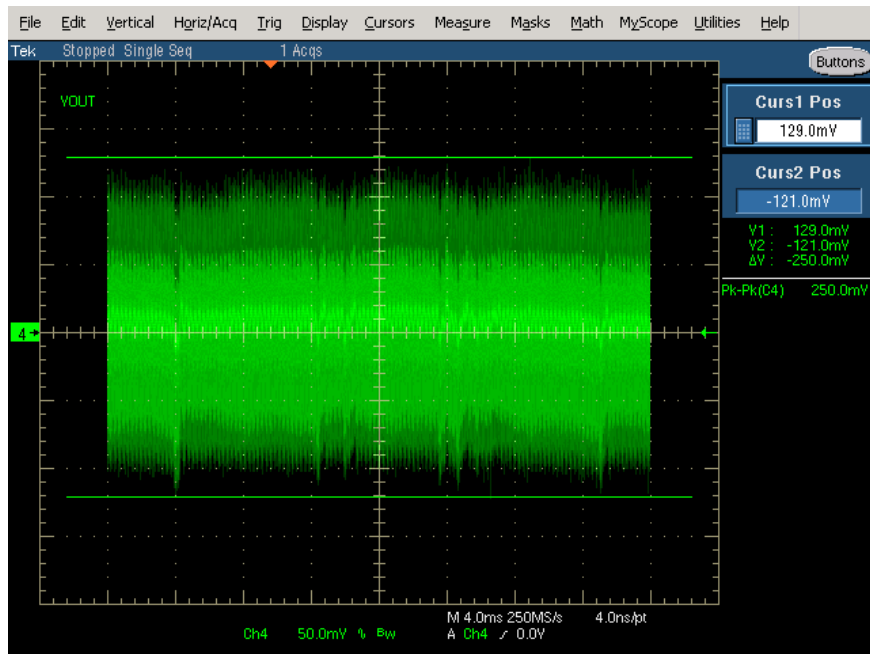 File Edit Vertical Horiz/Acq Trig Display Cursors Measure Masks Math MyScope Utilities Help
Tek Stopped Single Seq 1 Acqs
Buttons
VOUT
Curs1 Pos
129.0mV
Curs2 Pos
-121.0mV
V1 : 129.0mV
V2 : -121.0mV
ΔV : -250.0mV
Pk-Pk(C4) 250.0mV
4
M 4.0ms 250MS/s 4.0ns/pt
Ch4 50.0mV ∿ Bw A Ch4 ∕ 0.0V